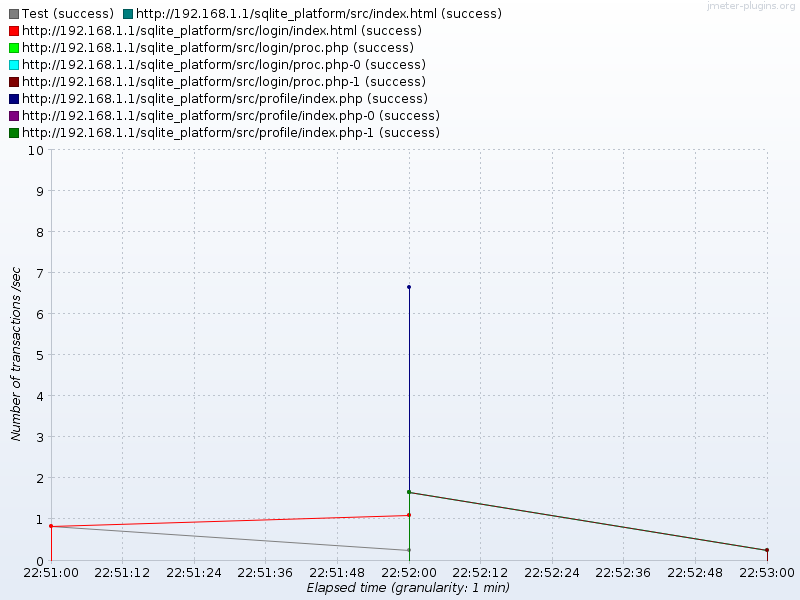 jmeter-plugins.org
Test (success) http://192.168.1.1/sqlite_platform/src/index.html (success)
http://192.168.1.1/sqlite_platform/src/login/index.html (success)
http://192.168.1.1/sqlite_platform/src/login/proc.php (success)
http://192.168.1.1/sqlite_platform/src/login/proc.php-0 (success)
http://192.168.1.1/sqlite_platform/src/login/proc.php-1 (success)
http://192.168.1.1/sqlite_platform/src/profile/index.php (success)
http://192.168.1.1/sqlite_platform/src/profile/index.php-0 (success)
http://192.168.1.1/sqlite_platform/src/profile/index.php-1 (success)
10
9
8
7
6
5
4
3
2
1
0
Number of transactions /sec
22:51:00 22:51:12 22:51:24 22:51:36 22:51:48 22:52:00 22:52:12 22:52:24 22:52:36 22:52:48 22:53:00
Elapsed time (granularity: 1 min)